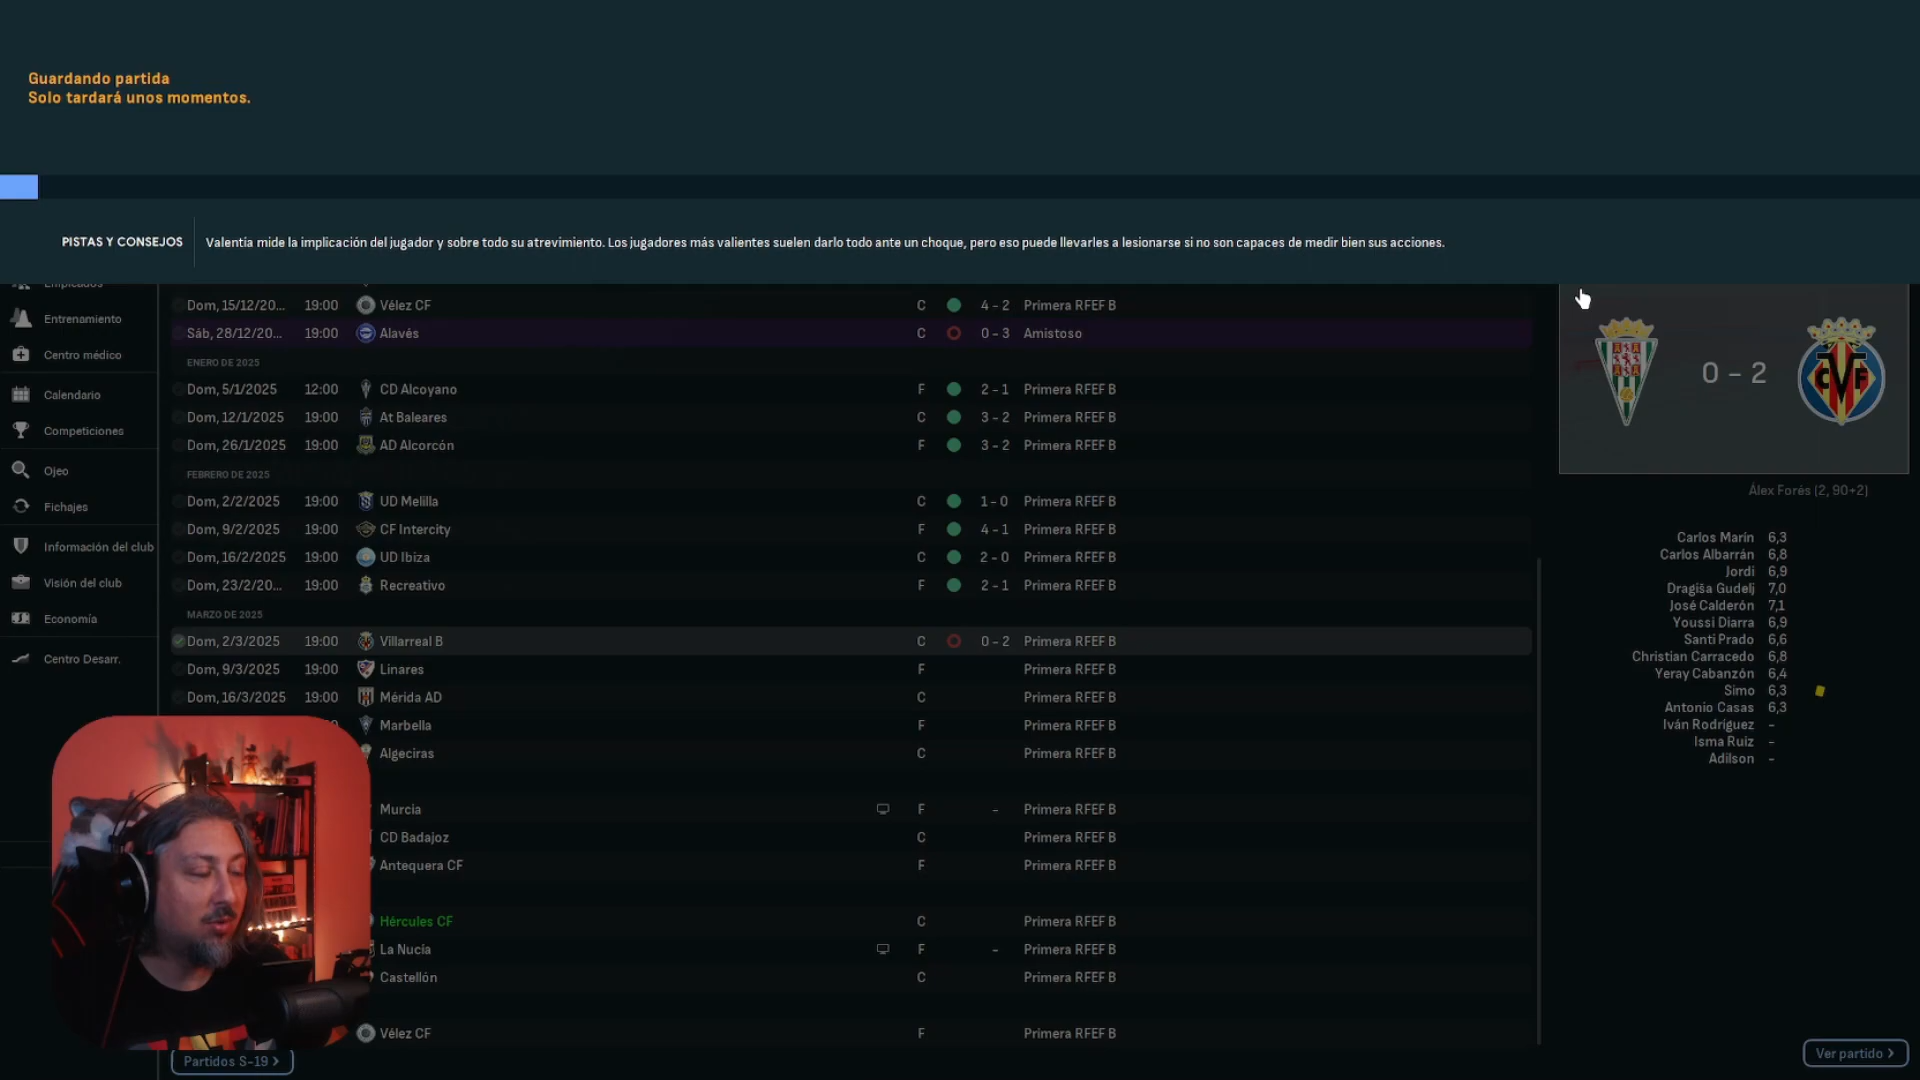 Guardando partida
Solo tardará unos momentos.
PISTAS Y CONSEJOS
Valentía mide la implicación del jugador y sobre todo su atrevimiento. Los jugadores más valientes suelen darlo todo ante un choque, pero eso puede llevarles a lesionarse si no son capaces de medir bien sus acciones.
Empleados
Entrenamiento
Centro médico
Calendario
Competiciones
Ojeo
Fichajes
Información del club
Visión del club
Economía
Centro Desarr.
Dom, 15/12/20... 19:00 Vélez CF C 4 - 2 Primera RFEF B
Sáb, 28/12/20... 19:00 Alavés C 0 - 3 Amistoso
ENERO DE 2025
Dom, 5/1/2025 12:00 CD Alcoyano F 2 - 1 Primera RFEF B
Dom, 12/1/2025 19:00 At Baleares C 3 - 2 Primera RFEF B
Dom, 26/1/2025 19:00 AD Alcorcón F 3 - 2 Primera RFEF B
FEBRERO DE 2025
Dom, 2/2/2025 19:00 UD Melilla C 1 - 0 Primera RFEF B
Dom, 9/2/2025 19:00 CF Intercity F 4 - 1 Primera RFEF B
Dom, 16/2/2025 19:00 UD Ibiza C 2 - 0 Primera RFEF B
Dom, 23/2/20... 19:00 Recreativo F 2 - 1 Primera RFEF B
MARZO DE 2025
Dom, 2/3/2025 19:00 Villarreal B C 0 - 2 Primera RFEF B
Dom, 9/3/2025 19:00 Linares F Primera RFEF B
Dom, 16/3/2025 19:00 Mérida AD C Primera RFEF B
Marbella F Primera RFEF B
Algeciras C Primera RFEF B
Murcia F - Primera RFEF B
CD Badajoz C Primera RFEF B
Antequera CF F Primera RFEF B
Hércules CF C Primera RFEF B
La Nucía F - Primera RFEF B
Castellón C Primera RFEF B
Vélez CF F Primera RFEF B
Partidos S-19 >
0 - 2
CVF
Álex Forés (2, 90+2)
Carlos Marín 6,3
Carlos Albarrán 6,8
Jordi 6,9
Dragiša Gudelj 7,0
José Calderón 7,1
Youssi Diarra 6,9
Santi Prado 6,6
Christian Carracedo 6,8
Yeray Cabanzón 6,4
Simo 6,3
Antonio Casas 6,3
Iván Rodríguez -
Isma Ruiz -
Adilson -
Ver partido >